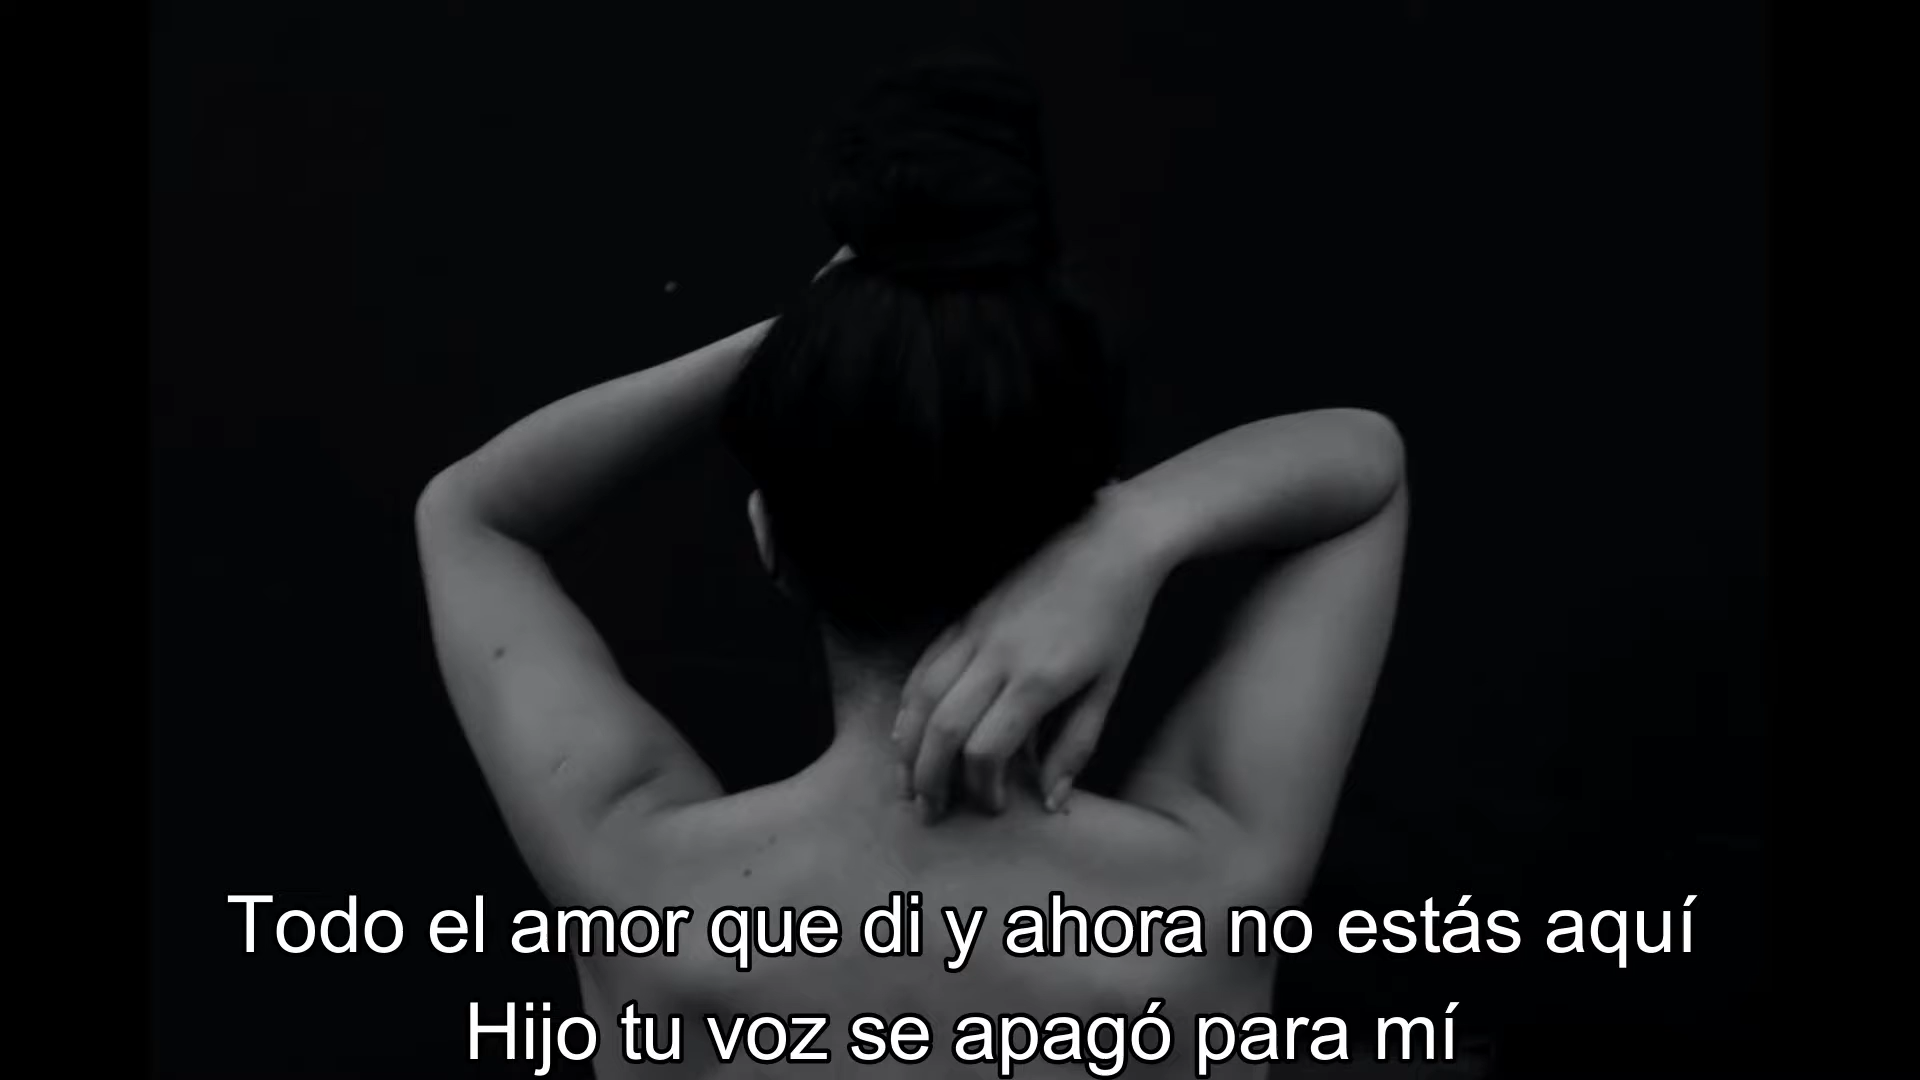 Todo el amor que di y ahora no estás aquí
Hijo tu voz se apagó para mí